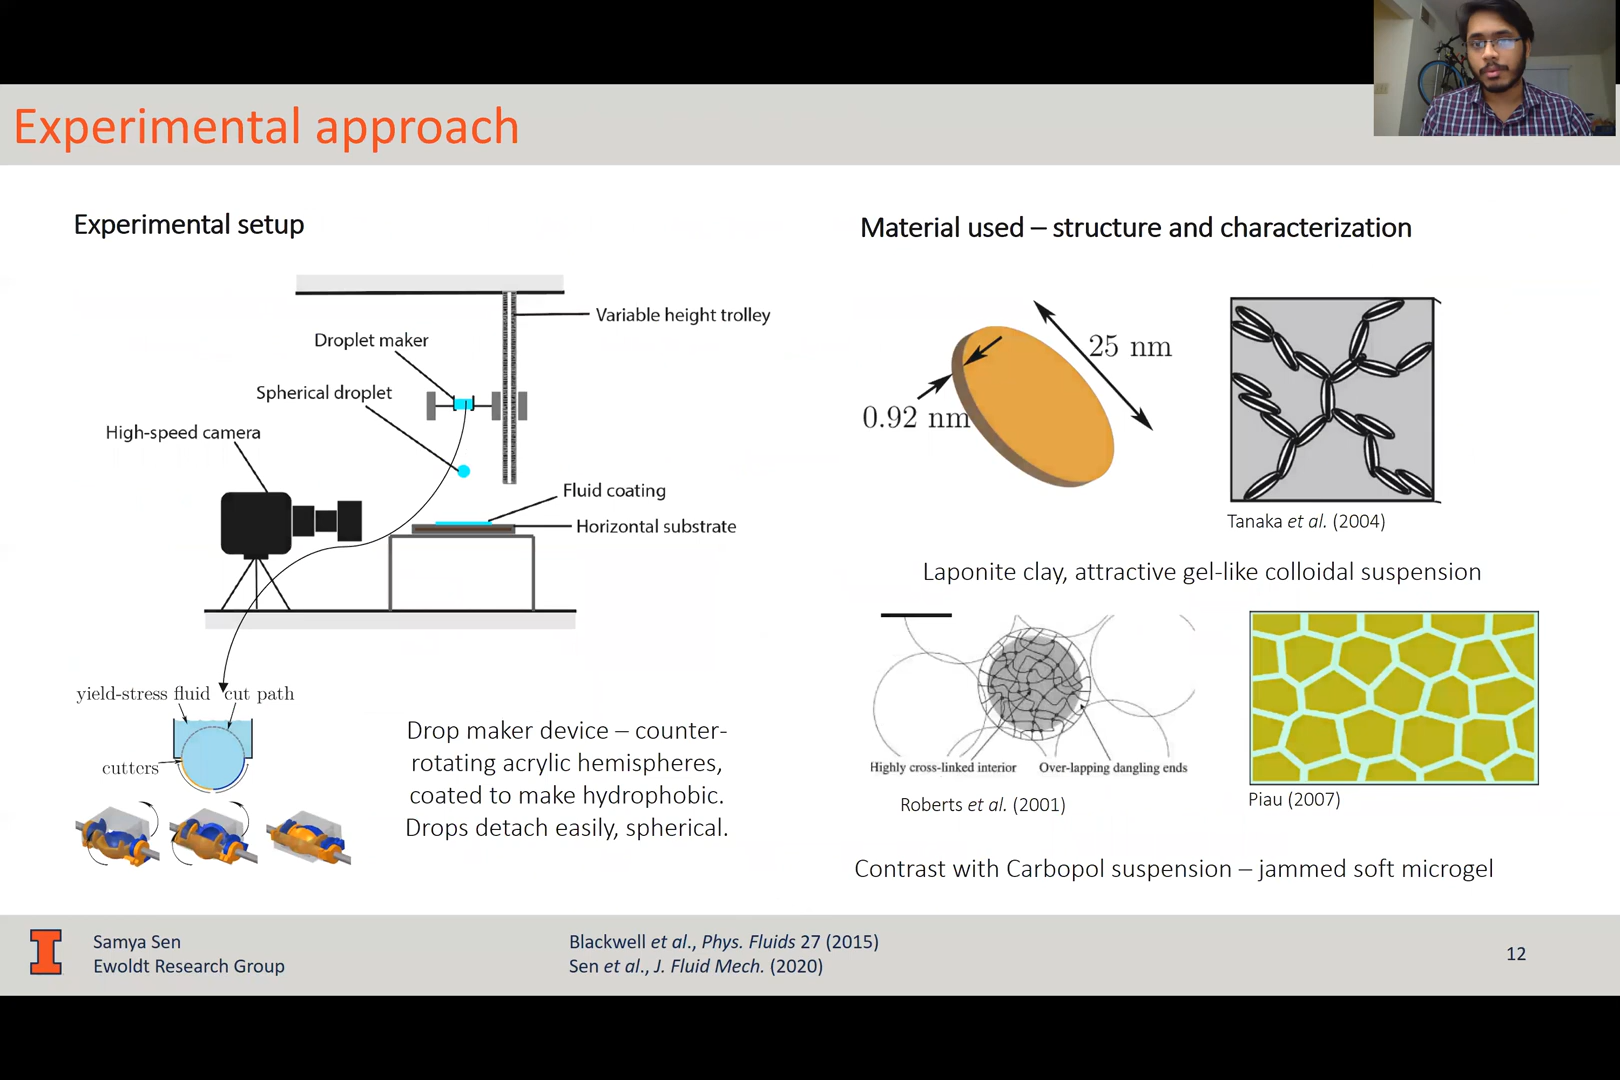 Experimental approach
Experimental setup
Variable height trolley
Droplet maker
Spherical droplet
High-speed camera
Fluid coating
Horizontal substrate
yield-stress fluid
cut path
cutters
Drop maker device – counter-
rotating acrylic hemispheres,
coated to make hydrophobic.
Drops detach easily, spherical.
Material used – structure and characterization
25 nm
0.92 nm
Tanaka et al. (2004)
Laponite clay, attractive gel-like colloidal suspension
Highly cross-linked interior
Over-lapping dangling ends
Roberts et al. (2001)
Piau (2007)
Contrast with Carbopol suspension – jammed soft microgel
Samya Sen
Ewoldt Research Group
Blackwell et al., Phys. Fluids 27 (2015)
Sen et al., J. Fluid Mech. (2020)
12